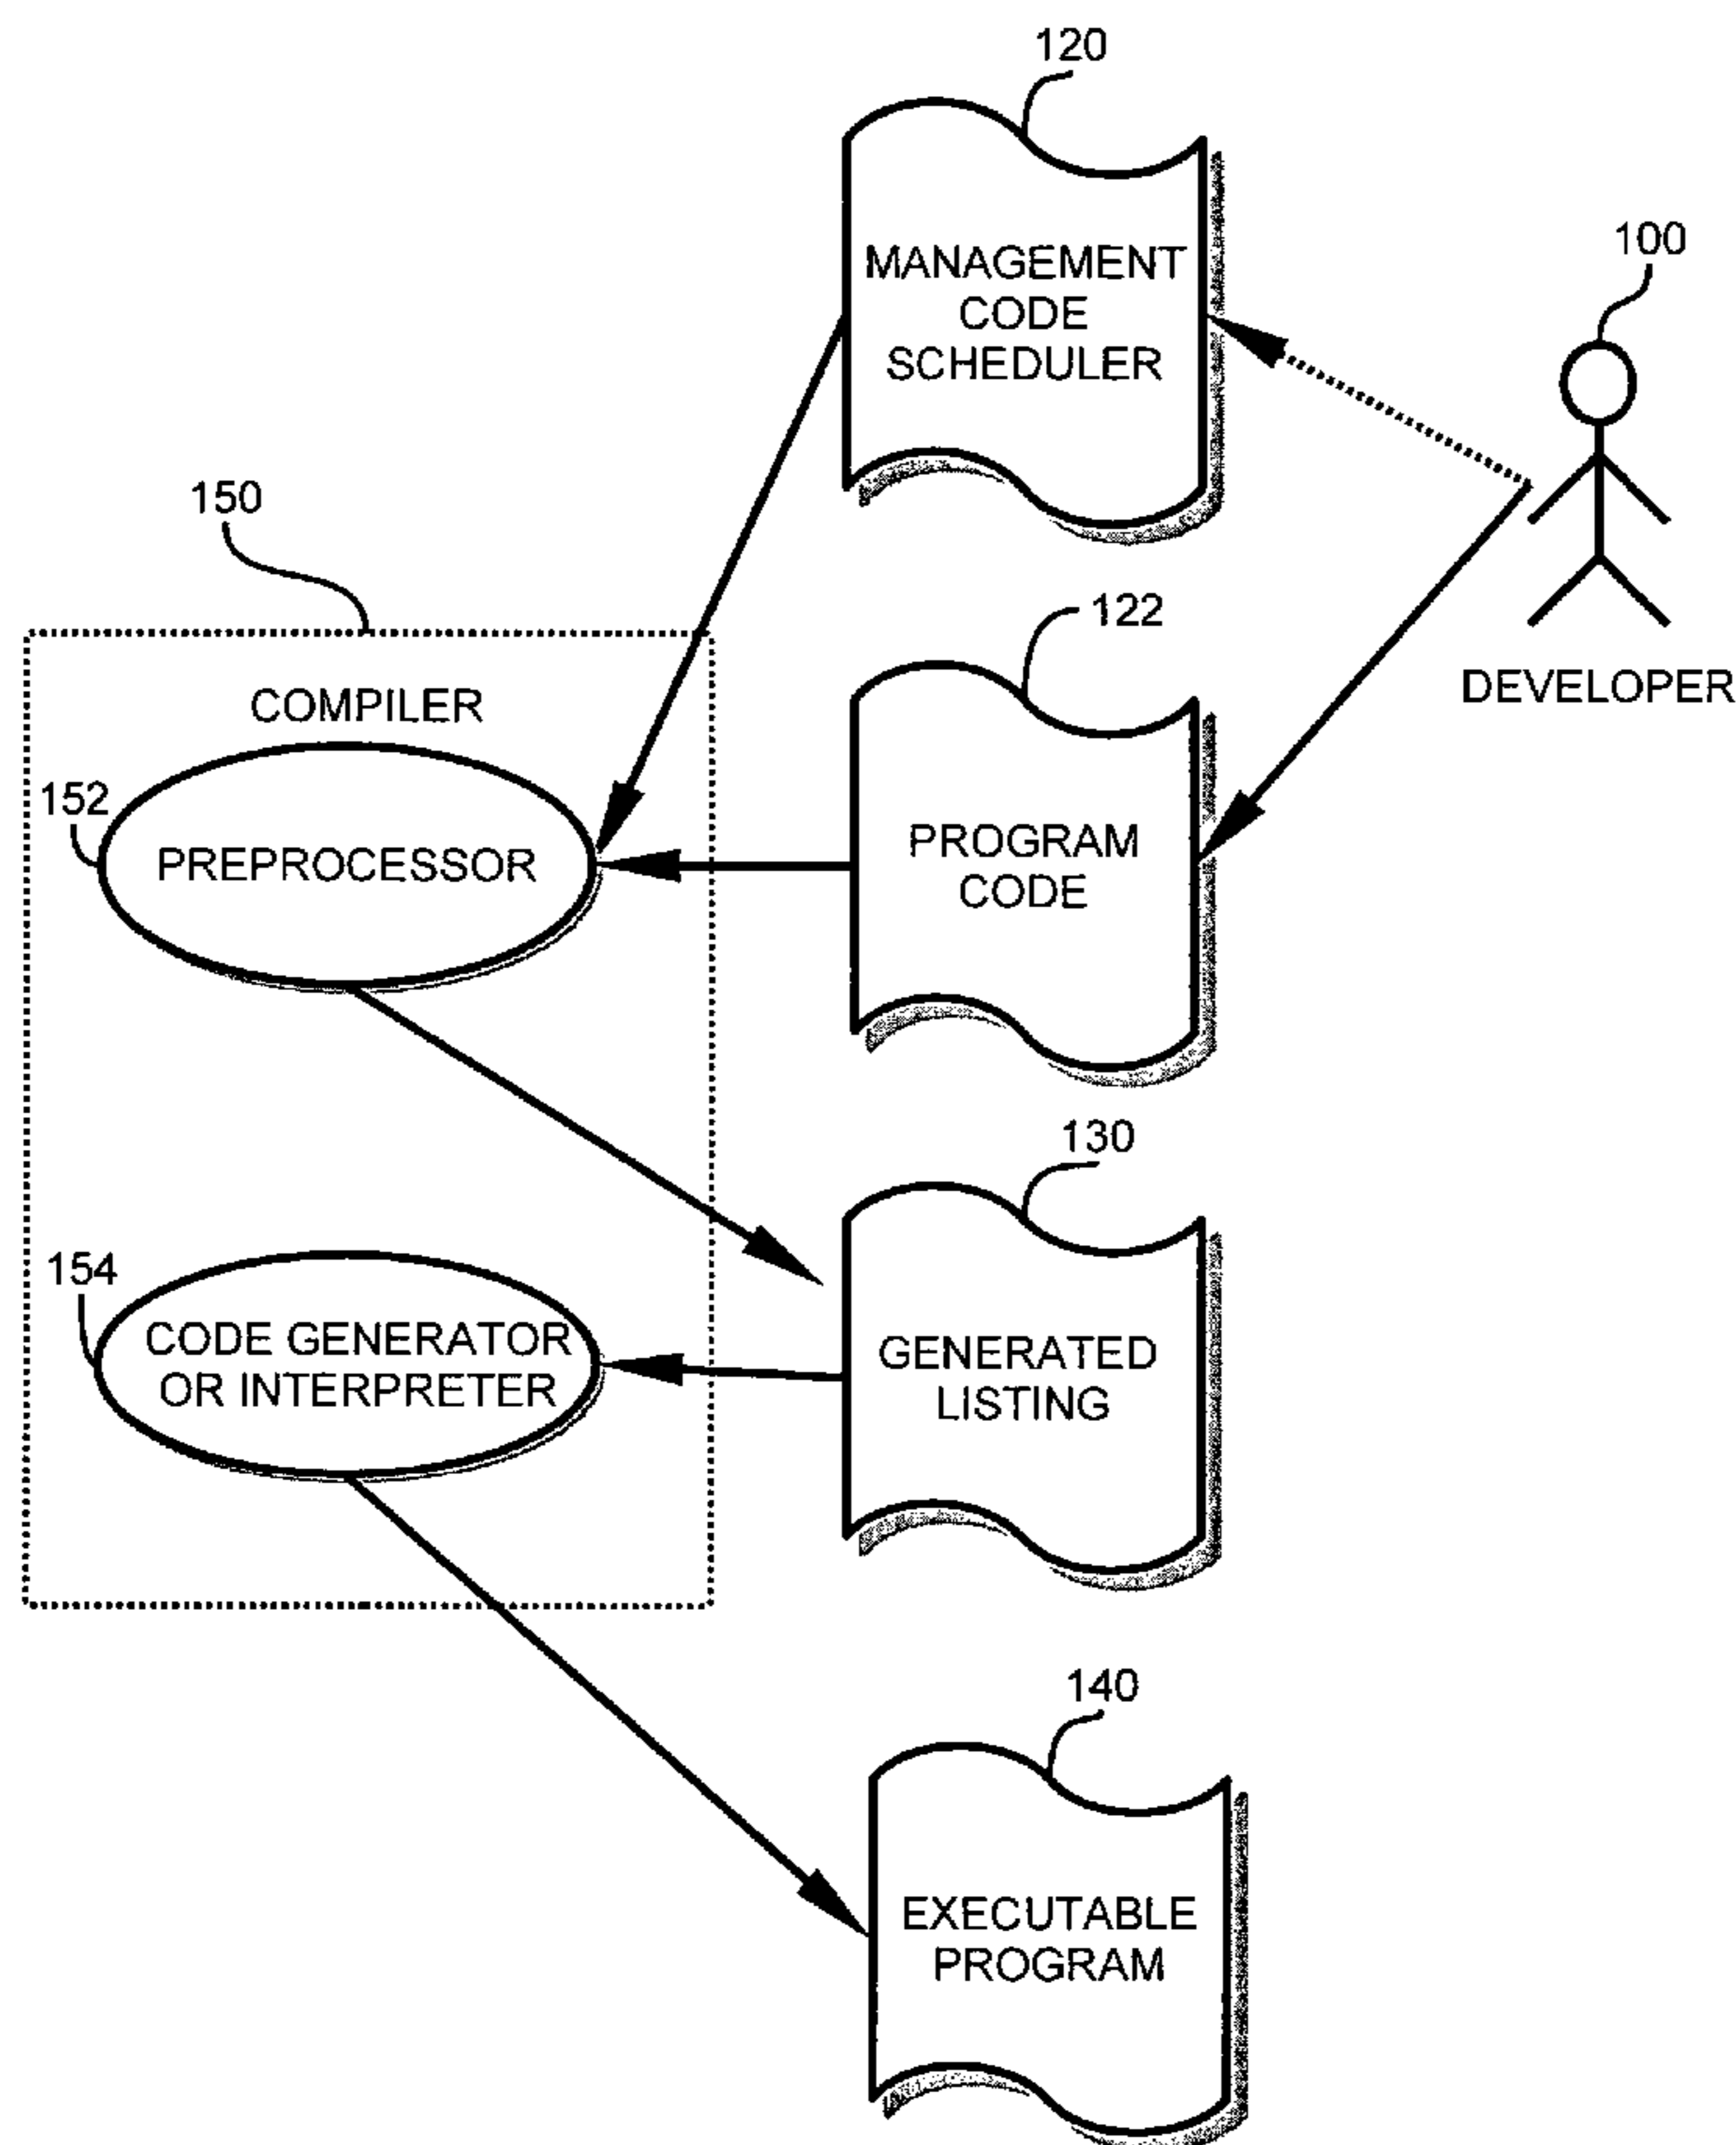 120
MANAGEMENT
CODE
SCHEDULER
100
DEVELOPER
150
COMPILER
122
152
PREPROCESSOR
PROGRAM
CODE
130
154
CODE GENERATOR
OR INTERPRETER
GENERATED
LISTING
140
EXECUTABLE
PROGRAM